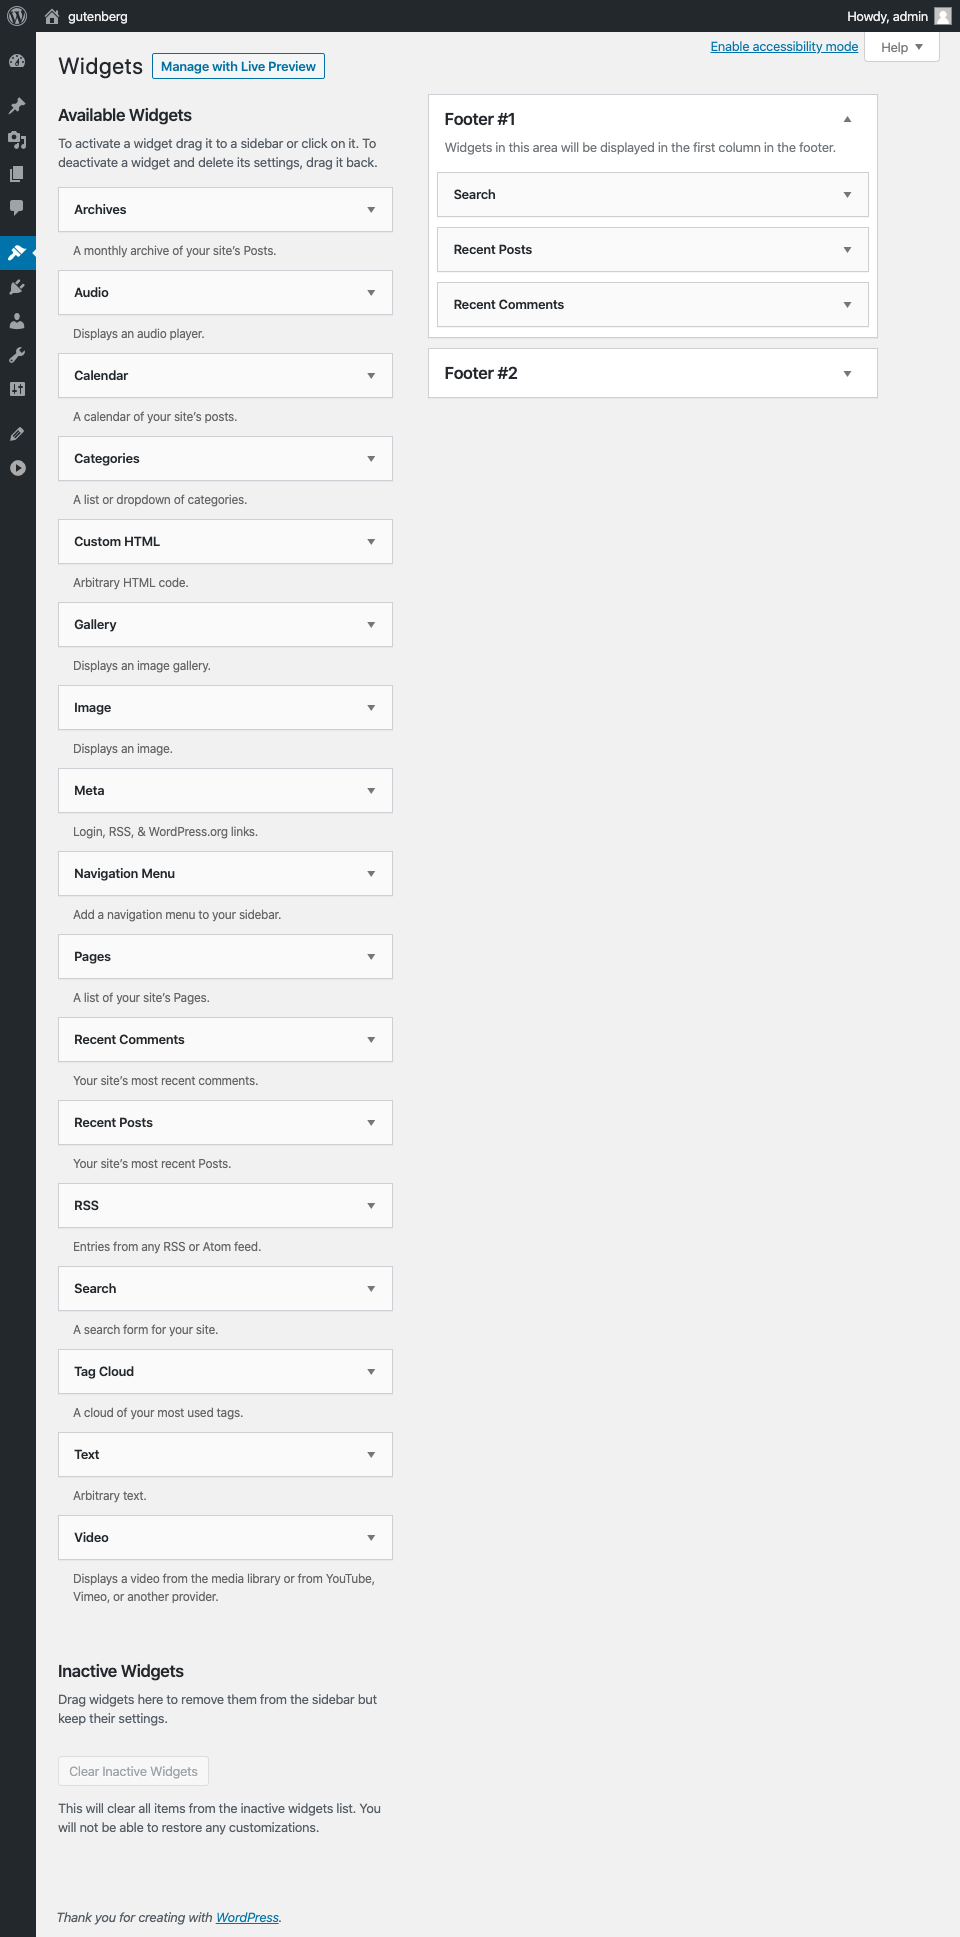 gutenberg
Howdy, admin
Enable accessibility mode
Help
Widgets
Manage with Live Preview
Available Widgets
To activate a widget drag it to a sidebar or click on it. To
deactivate a widget and delete its settings, drag it back.
Archives
A monthly archive of your site's Posts.
Audio
Displays an audio player.
Calendar
A calendar of your site's posts.
Categories
A list or dropdown of categories.
Custom HTML
Arbitrary HTML code.
Gallery
Displays an image gallery.
Image
Displays an image.
Meta
Login, RSS, & WordPress.org links.
Navigation Menu
Add a navigation menu to your sidebar.
Pages
A list of your site's Pages.
Recent Comments
Your site's most recent comments.
Recent Posts
Your site's most recent Posts.
RSS
Entries from any RSS or Atom feed.
Search
A search form for your site.
Tag Cloud
A cloud of your most used tags.
Text
Arbitrary text.
Video
Displays a video from the media library or from YouTube,
Vimeo, or another provider.
Inactive Widgets
Drag widgets here to remove them from the sidebar but
keep their settings.
Clear Inactive Widgets
This will clear all items from the inactive widgets list. You
will not be able to restore any customizations.
Footer #1
Widgets in this area will be displayed in the first column in the footer.
Search
Recent Posts
Recent Comments
Footer #2
Thank you for creating with WordPress.